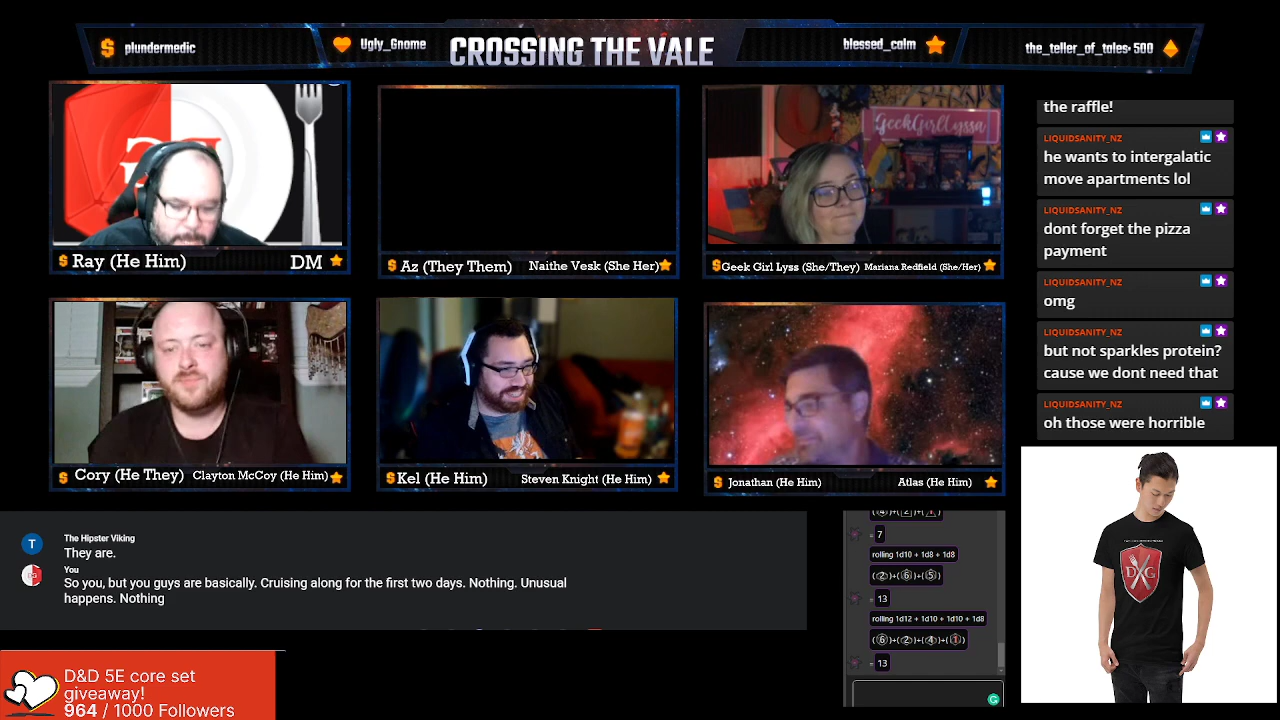 plundermedic
Ugly_Gnome
CROSSING THE VALE
blessed_calm
the_teller_of_tales: 500
Ray (He Him) DM
Az (They Them) Naithe Vesk (She Her)
GeekGirlLyssa
Geek Girl Lyss (She/They) Mariana Redfield (She/Her)
Cory (He They) Clayton McCoy (He Him)
Kel (He Him) Steven Knight (He Him)
Jonathan (He Him) Atlas (He Him)
the raffle!
LIQUIDSANITY_NZ
he wants to intergalatic
move apartments lol
LIQUIDSANITY_NZ
dont forget the pizza
payment
LIQUIDSANITY_NZ
omg
LIQUIDSANITY_NZ
but not sparkles protein?
cause we dont need that
LIQUIDSANITY_NZ
oh those were horrible
T
The Hipster Viking
They are.
You
So you, but you guys are basically. Cruising along for the first two days. Nothing. Unusual
happens. Nothing
(4)+(2)+(1)
= 7
rolling 1d10 + 1d8 + 1d8
(2)+(6)+(5)
= 13
rolling 1d12 + 1d10 + 1d10 + 1d8
(6)+(2)+(4)+(1)
= 13
DXG
D&D 5E core set
giveaway!
964 / 1000 Followers